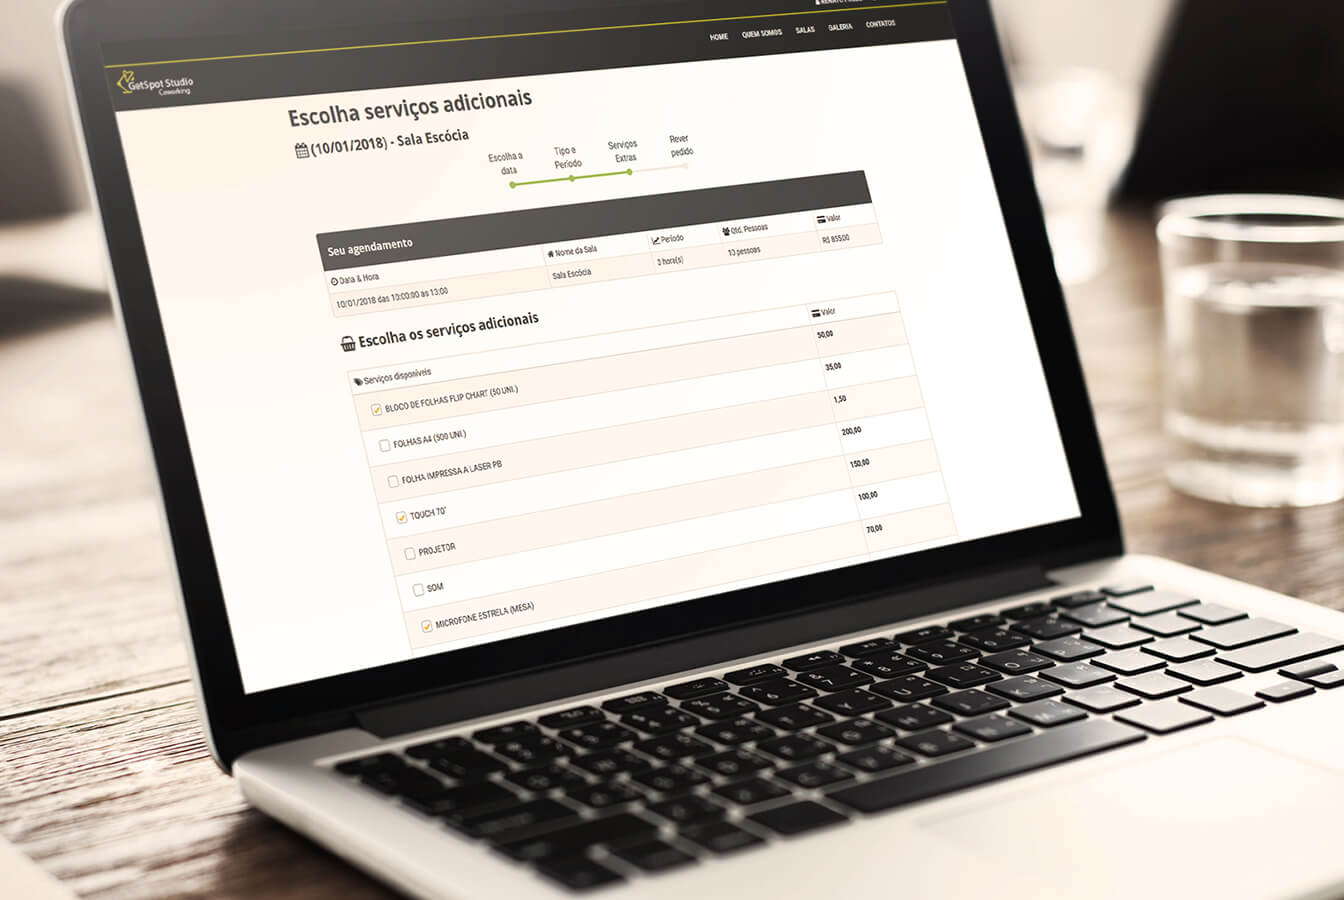 HOME QUEM SOMOS SALAS GALERIA CONTATOS
GetSpot Studio
Coworking
Escolha serviços adicionais
(10/01/2018) - Sala Escócia
Escolha a data
Tipo e Período
Serviços Extras
Rever pedido
Seu agendamento
Data & Hora Nome da Sala Período Qtd. Pessoas Valor
10/01/2018 das 10:00:00 as 13:00 Sala Escócia 3 hora(s) 10 pessoas R$ 855,00
Escolha os serviços adicionais
Serviços disponíveis Valor
BLOCO DE FOLHAS FLIP CHART (50 UNI.) 50,00
FOLHAS A4 (500 UNI.) 35,00
FOLHA IMPRESSA A LASER PB 1,50
TOUCH 70' 200,00
PROJETOR 150,00
SOM 100,00
MICROFONE ESTRELA (MESA) 70,00